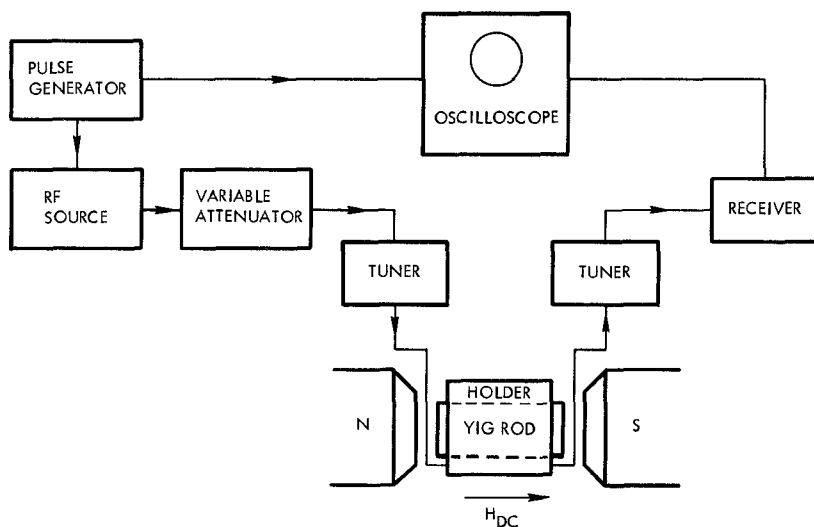 PULSE
GENERATOR
OSCILLOSCOPE
RF
SOURCE
VARIABLE
ATTENUATOR
RECEIVER
TUNER
TUNER
HOLDER
N
YIG ROD
S
H_DC